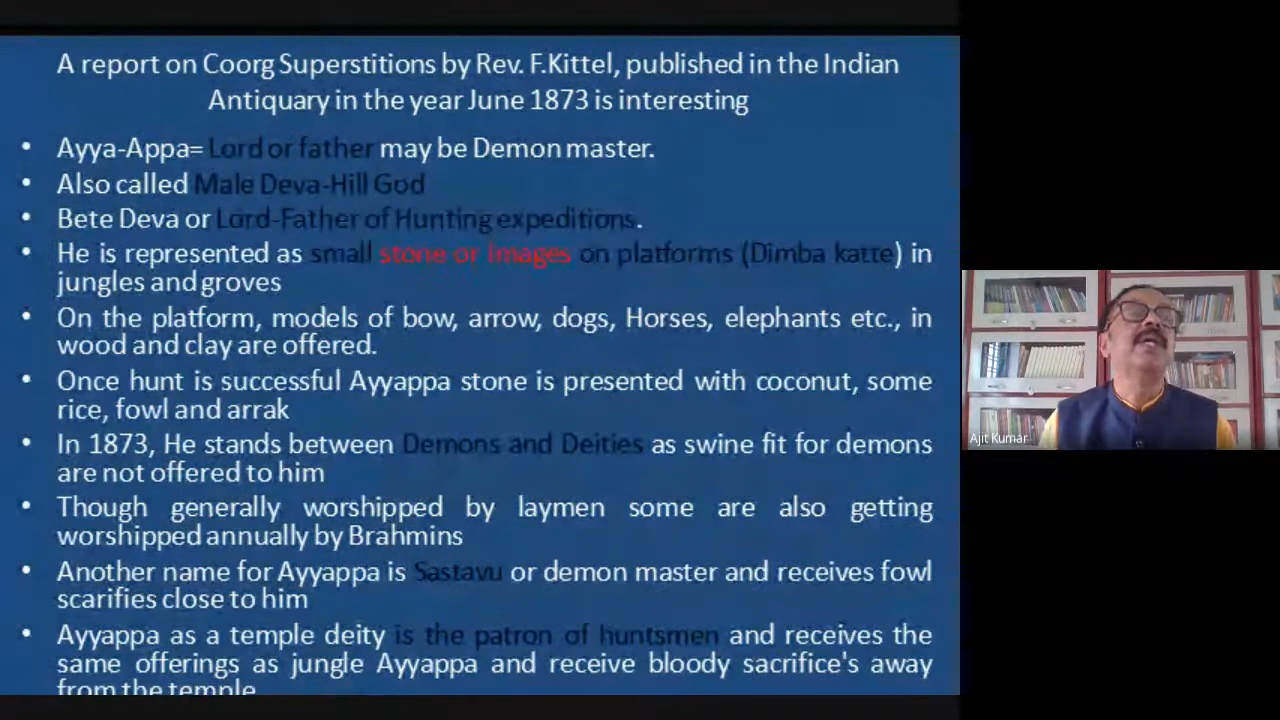 A report on Coorg Superstitions by Rev. F.Kittel, published in the Indian
Antiquary in the year June 1873 is interesting
• Ayya-Appa= Lord or father may be Demon master.
• Also called Male Deva-Hill God
• Bete Deva or Lord-Father of Hunting expeditions.
• He is represented as small stone or Images on platforms (Dimba katte) in
jungles and groves
• On the platform, models of bow, arrow, dogs, Horses, elephants etc., in
wood and clay are offered.
• Once hunt is successful Ayyappa stone is presented with coconut, some
rice, fowl and arrak
• In 1873, He stands between Demons and Deities as swine fit for demons
are not offered to him
• Though generally worshipped by laymen some are also getting
worshipped annually by Brahmins
• Another name for Ayyappa is Sastavu or demon master and receives fowl
scarifies close to him
• Ayyappa as a temple deity is the patron of huntsmen and receives the
same offerings as jungle Ayyappa and receive bloody sacrifice's away
from the temple
Ajit Kumar